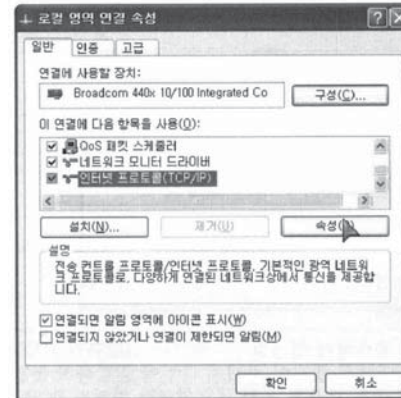 로컬 영역 연결 속성
일반 인증 고급
연결에 사용할 장치:
Broadcom 440x 10/100 Integrated Co 구성(C)...
이 연결에 다음 항목을 사용(O):
QoS 패킷 스케줄러
네트워크 모니터 드라이버
인터넷 프로토콜(TCP/IP)
설치(N)... 제거(U) 속성(R)
설명
전송 컨트롤 프로토콜/인터넷 프로토콜. 기본적인 광역 네트워
크 프로토콜로, 다양하게 연결된 네트워크상에서 통신을 제공합
니다.
연결되면 알림 영역에 아이콘 표시(W)
연결되지 않았거나 연결이 제한되면 알림(M)
확인 취소